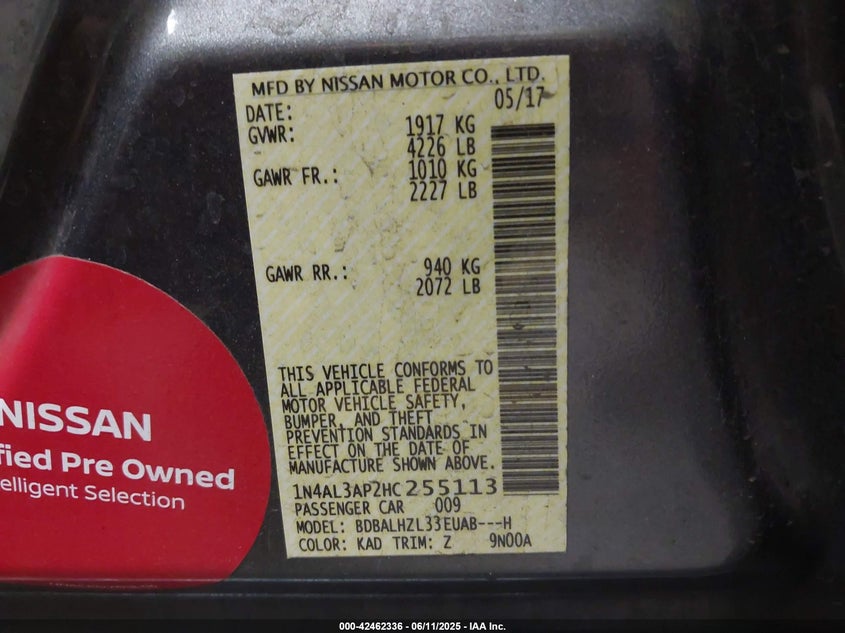 MFD BY NISSAN MOTOR CO., LTD.
DATE: 05/17
GVWR: 1917 KG
4226 LB
GAWR FR.: 1010 KG
2227 LB
GAWR RR.: 940 KG
2072 LB
THIS VEHICLE CONFORMS TO
ALL APPLICABLE FEDERAL
MOTOR VEHICLE SAFETY,
BUMPER, AND THEFT
PREVENTION STANDARDS IN
EFFECT ON THE DATE OF
MANUFACTURE SHOWN ABOVE.
1N4AL3AP2HC255113
PASSENGER CAR 009
MODEL: BDBALHZL33EUAB---H
COLOR: KAD TRIM: Z 9N00A
NISSAN
fied Pre Owned
elligent Selection
000-42462336 - 06/11/2025 - IAA Inc.